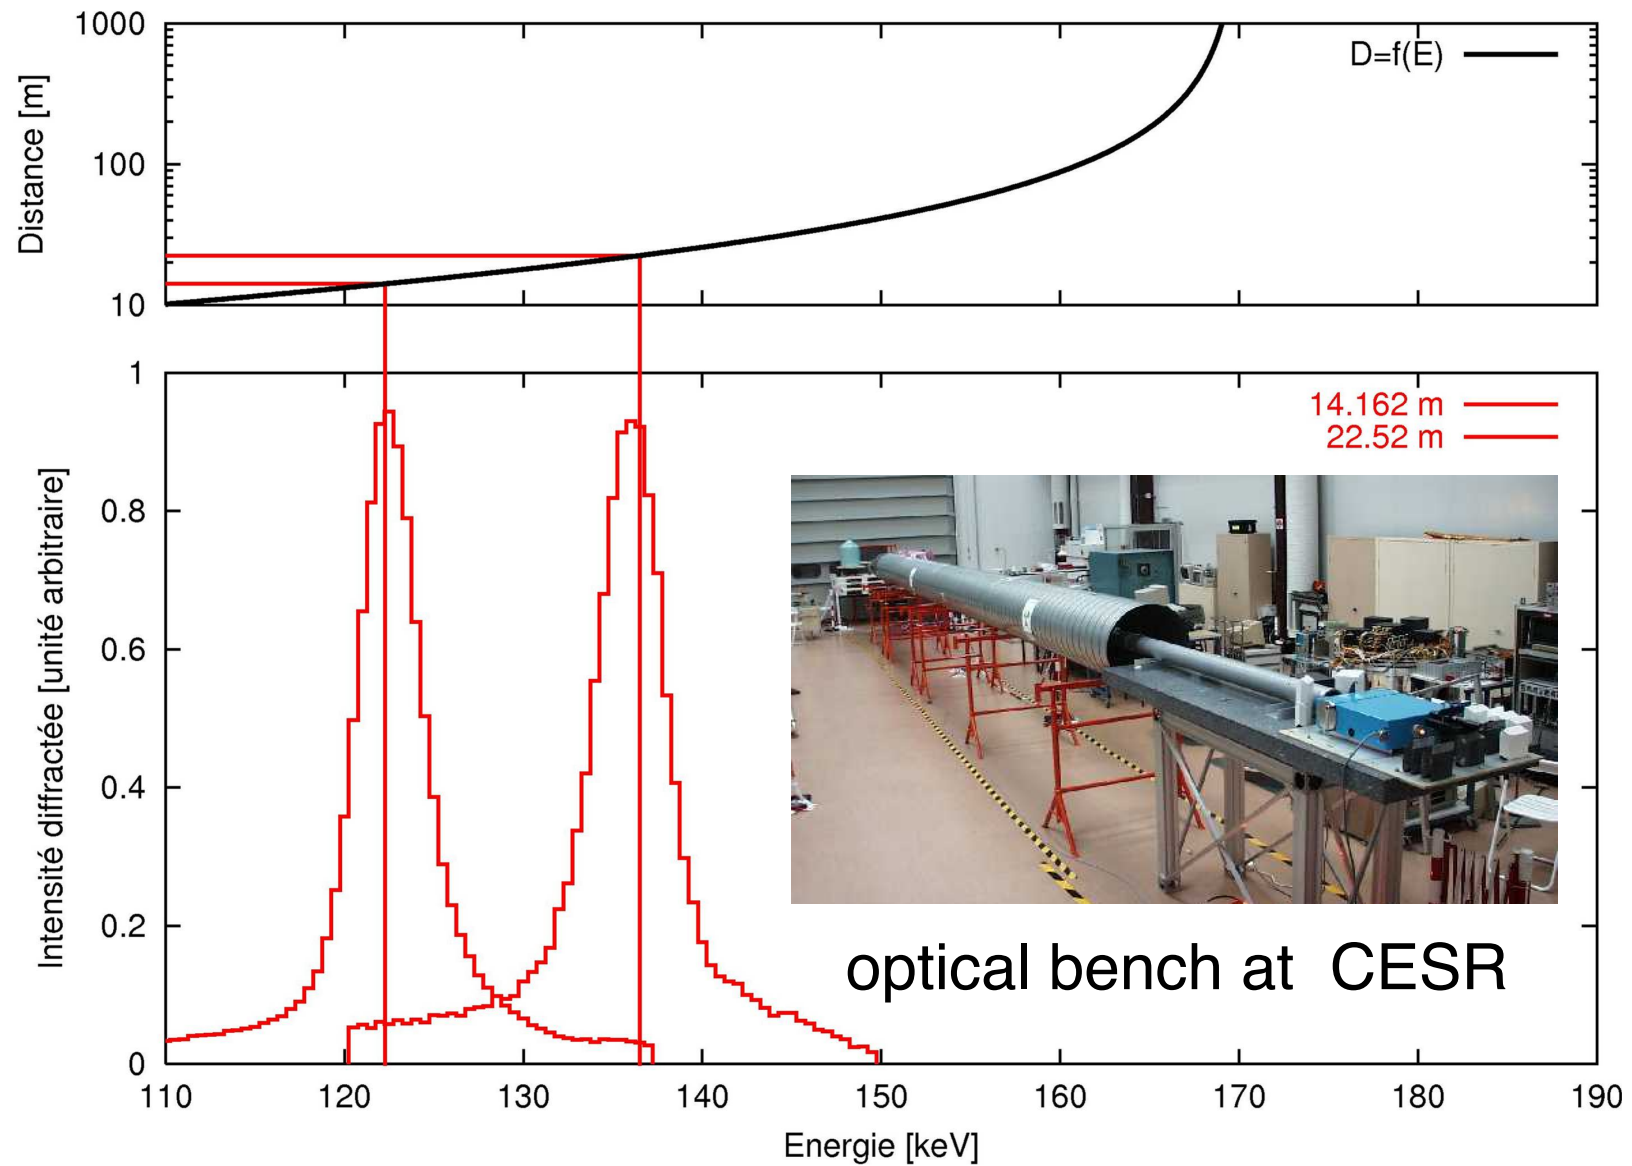 1000
100
10
Distance [m]
D=f(E)
1
0.8
0.6
0.4
0.2
0
Intensité diffractée [unité arbitraire]
14.162 m
22.52 m
optical bench at CESR
110 120 130 140 150 160 170 180 190
Energie [keV]